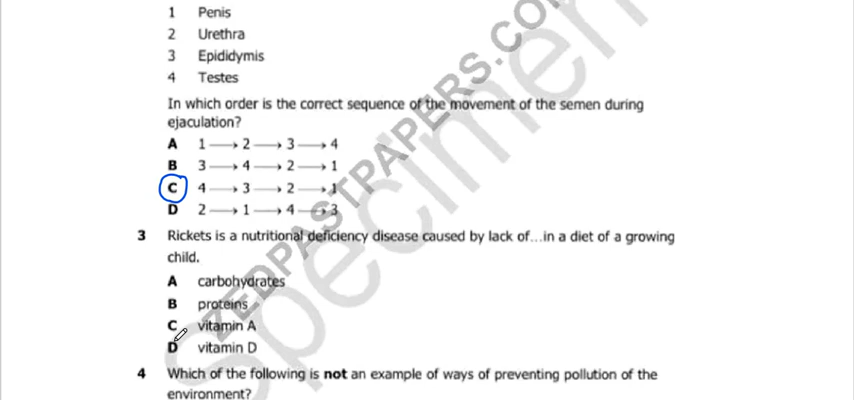 1 Penis
2 Urethra
3 Epididymis
4 Testes
In which order is the correct sequence of the movement of the semen during
ejaculation?
A 1 → 2 → 3 → 4
B 3 → 4 → 2 → 1
C 4 → 3 → 2 → 1
D 2 → 1 → 4 → 3
3 Rickets is a nutritional deficiency disease caused by lack of...in a diet of a growing
child.
A carbohydrates
B proteins
C vitamin A
D vitamin D
4 Which of the following is not an example of ways of preventing pollution of the
environment?
ZEDPASTPAPERS.COM
Specimen